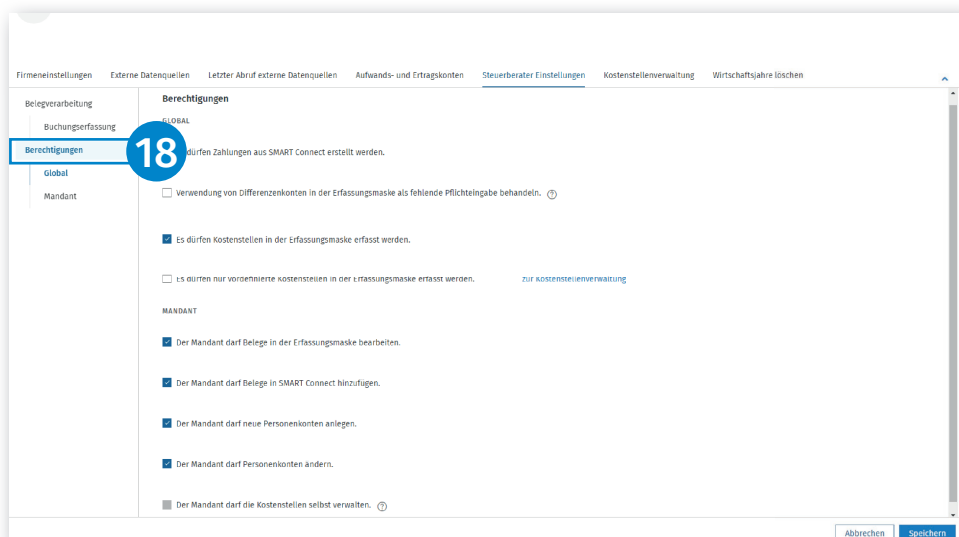 Firmeneinstellungen Externe Datenquellen Letzter Abruf externe Datenquellen Aufwands- und Ertragskonten Steuerberater Einstellungen Kostenstellenverwaltung Wirtschaftsjahre löschen
Belegverarbeitung
Buchungserfassung
Berechtigungen
Global
Mandant
18
Berechtigungen
GLOBAL
dürfen Zahlungen aus SMART Connect erstellt werden.
Verwendung von Differenzenkonten in der Erfassungsmaske als fehlende Pflichteingabe behandeln. ?
Es dürfen Kostenstellen in der Erfassungsmaske erfasst werden.
Es dürfen nur vordefinierte Kostenstellen in der Erfassungsmaske erfasst werden. zur Kostenstellenverwaltung
MANDANT
Der Mandant darf Belege in der Erfassungsmaske bearbeiten.
Der Mandant darf Belege in SMART Connect hinzufügen.
Der Mandant darf neue Personenkonten anlegen.
Der Mandant darf Personenkonten ändern.
Der Mandant darf die Kostenstellen selbst verwalten. ?
Abbrechen Speichern